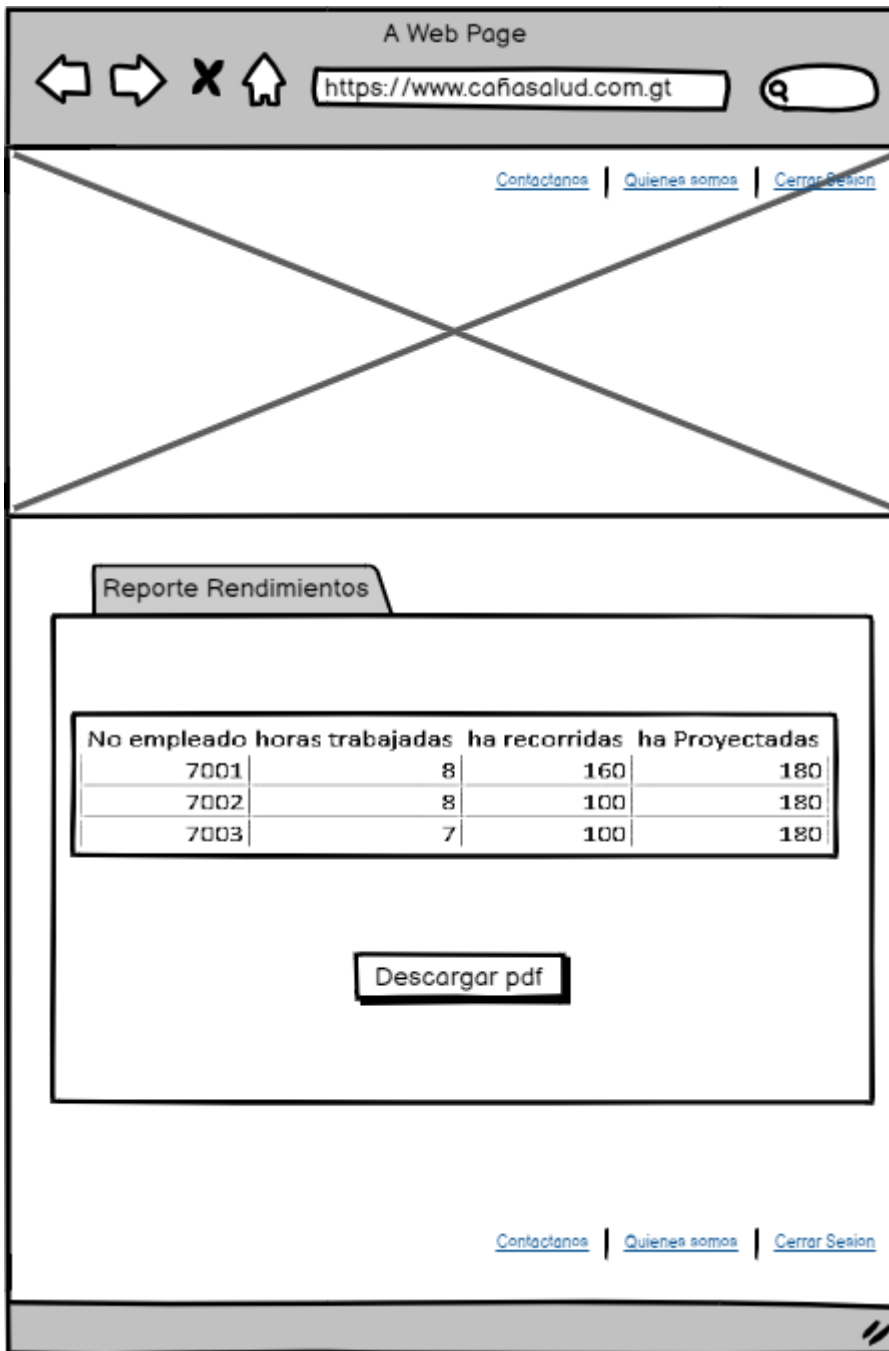 A Web Page
https://www.cañasalud.com.gt
Contactanos | Quienes somos | Cerrar Sesion
Reporte Rendimientos
No empleado horas trabajadas ha recorridas ha Proyectadas
7001 8 160 180
7002 8 100 180
7003 7 100 180
Descargar pdf
Contactanos | Quienes somos | Cerrar Sesion